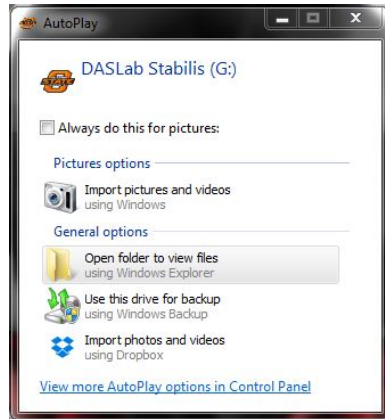 AutoPlay
DASLab Stabilis (G:)
STATE
Always do this for pictures:
Pictures options
Import pictures and videos
using Windows
General options
Open folder to view files
using Windows Explorer
Use this drive for backup
using Windows Backup
Import photos and videos
using Dropbox
View more AutoPlay options in Control Panel